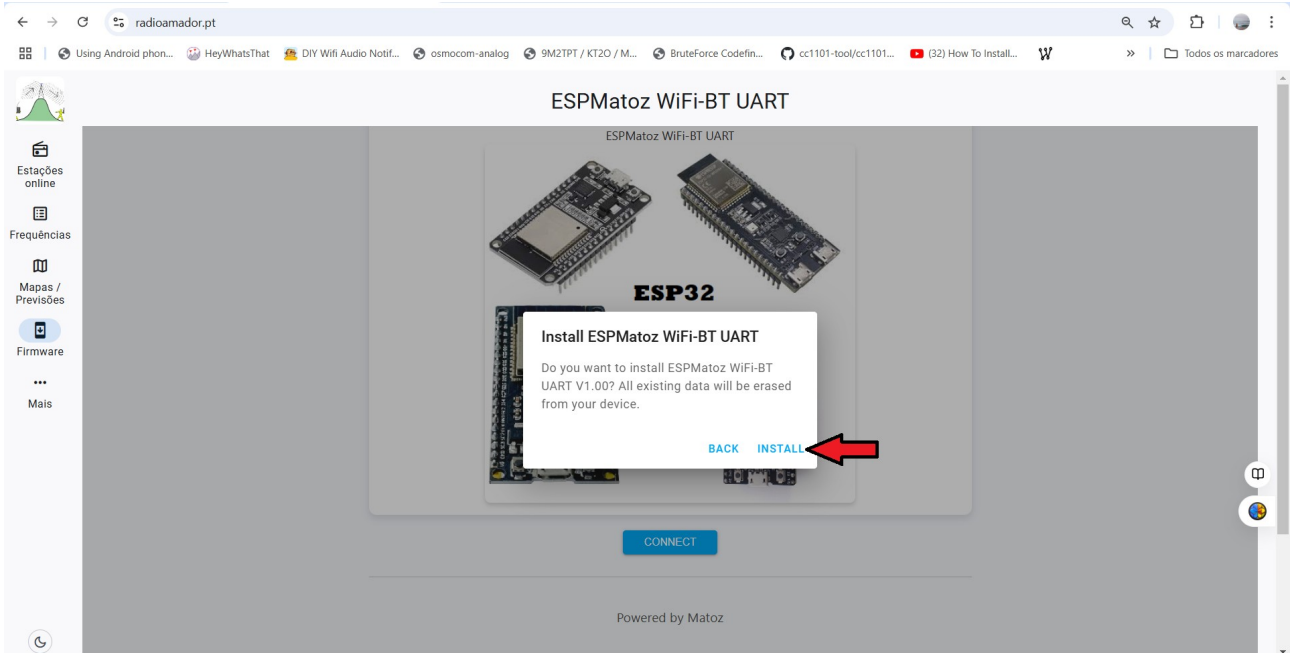 radioamador.pt
Using Android phon...
HeyWhatsThat
DIY Wifi Audio Notif...
osmocom-analog
9M2TPT / KT2O / M...
BruteForce Codefin...
cc1101-tool/cc1101...
(32) How To Install...
W
»
Todos os marcadores
ESPMatoz WiFi-BT UART
Estações
online
Frequências
Mapas /
Previsões
Firmware
Mais
ESPMatoz WiFi-BT UART
ESP32
Install ESPMatoz WiFi-BT UART
Do you want to install ESPMatoz WiFi-BT
UART V1.00? All existing data will be erased
from your device.
BACK INSTALL
CONNECT
Powered by Matoz